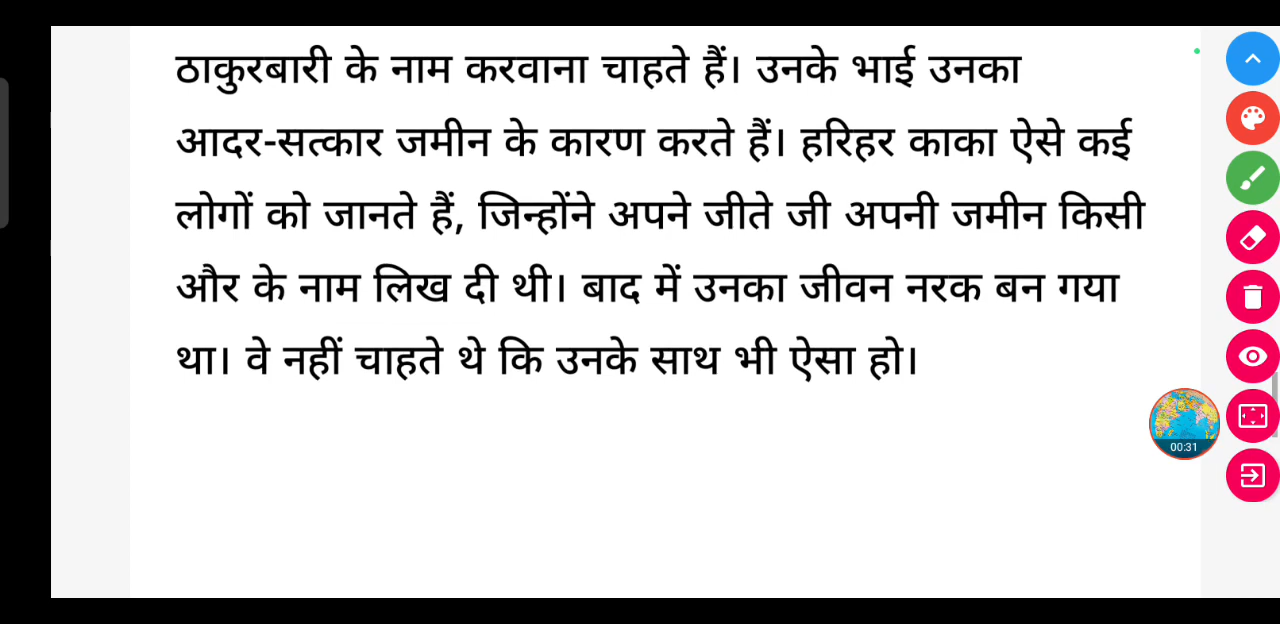 ठाकुरबारी के नाम करवाना चाहते हैं। उनके भाई उनका
आदर-सत्कार जमीन के कारण करते हैं। हरिहर काका ऐसे कई
लोगों को जानते हैं, जिन्होंने अपने जीते जी अपनी जमीन किसी
और के नाम लिख दी थी। बाद में उनका जीवन नरक बन गया
था। वे नहीं चाहते थे कि उनके साथ भी ऐसा हो।
00:31